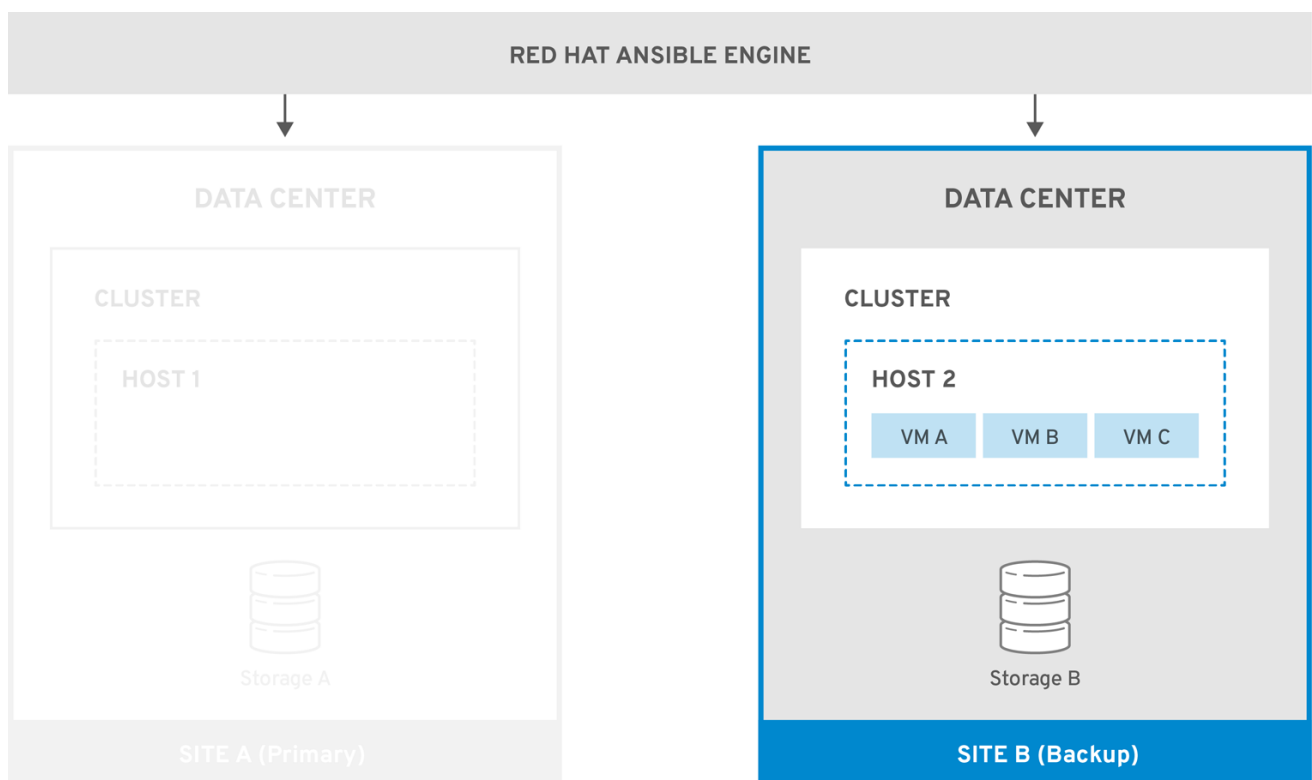 RED HAT ANSIBLE ENGINE
DATA CENTER
CLUSTER
HOST 1
Storage A
SITE A (Primary)
DATA CENTER
CLUSTER
HOST 2
VM A VM B VM C
Storage B
SITE B (Backup)